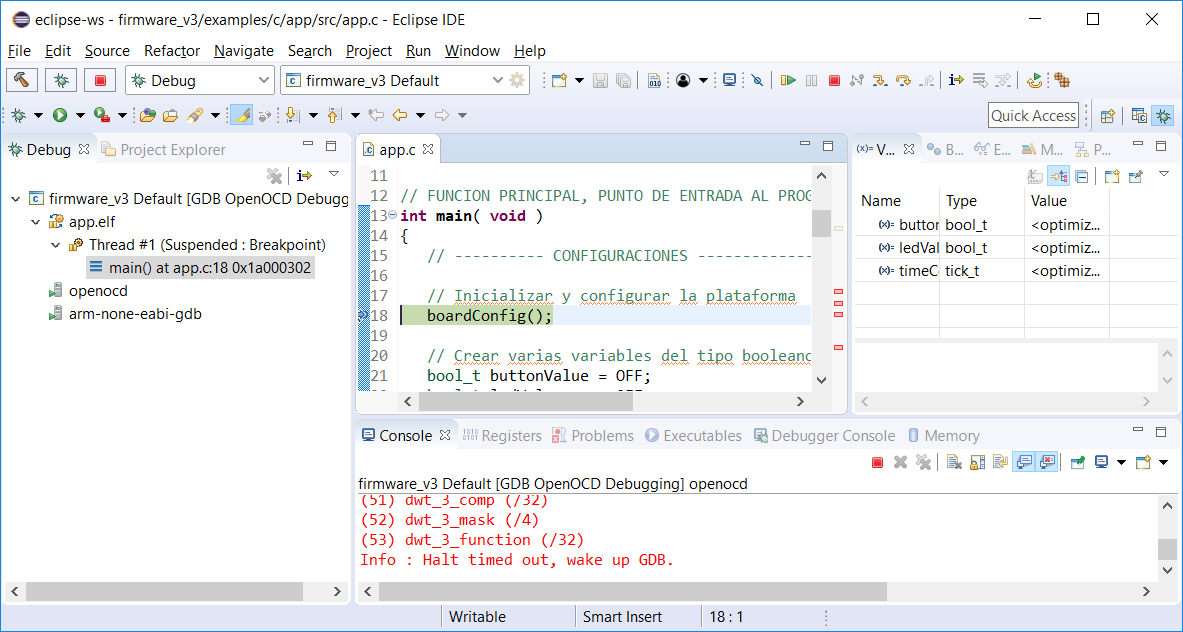 eclipse-ws - firmware_v3/examples/c/app/src/app.c - Eclipse IDE
File Edit Source Refactor Navigate Search Project Run Window Help
Debug
firmware_v3 Default
Quick Access
Debug
Project Explorer
firmware_v3 Default [GDB OpenOCD Debugg
app.elf
Thread #1 (Suspended : Breakpoint)
main() at app.c:18 0x1a000302
openocd
arm-none-eabi-gdb
app.c
11
12 // FUNCION PRINCIPAL, PUNTO DE ENTRADA AL PROG
13 int main( void )
14 {
15 // ---------- CONFIGURACIONES -------------
16
17 // Inicializar y configurar la plataforma
18 boardConfig();
19
20 // Crear varias variables del tipo booleano
21 bool_t buttonValue = OFF;
(x)= V... B... E... M... P...
Name Type Value
(x)= button bool_t <optimiz...
(x)= ledVal bool_t <optimiz...
(x)= timeC tick_t <optimiz...
Console Registers Problems Executables Debugger Console Memory
firmware_v3 Default [GDB OpenOCD Debugging] openocd
(51) dwt_3_comp (/32)
(52) dwt_3_mask (/4)
(53) dwt_3_function (/32)
Info : Halt timed out, wake up GDB.
Writable Smart Insert 18 : 1